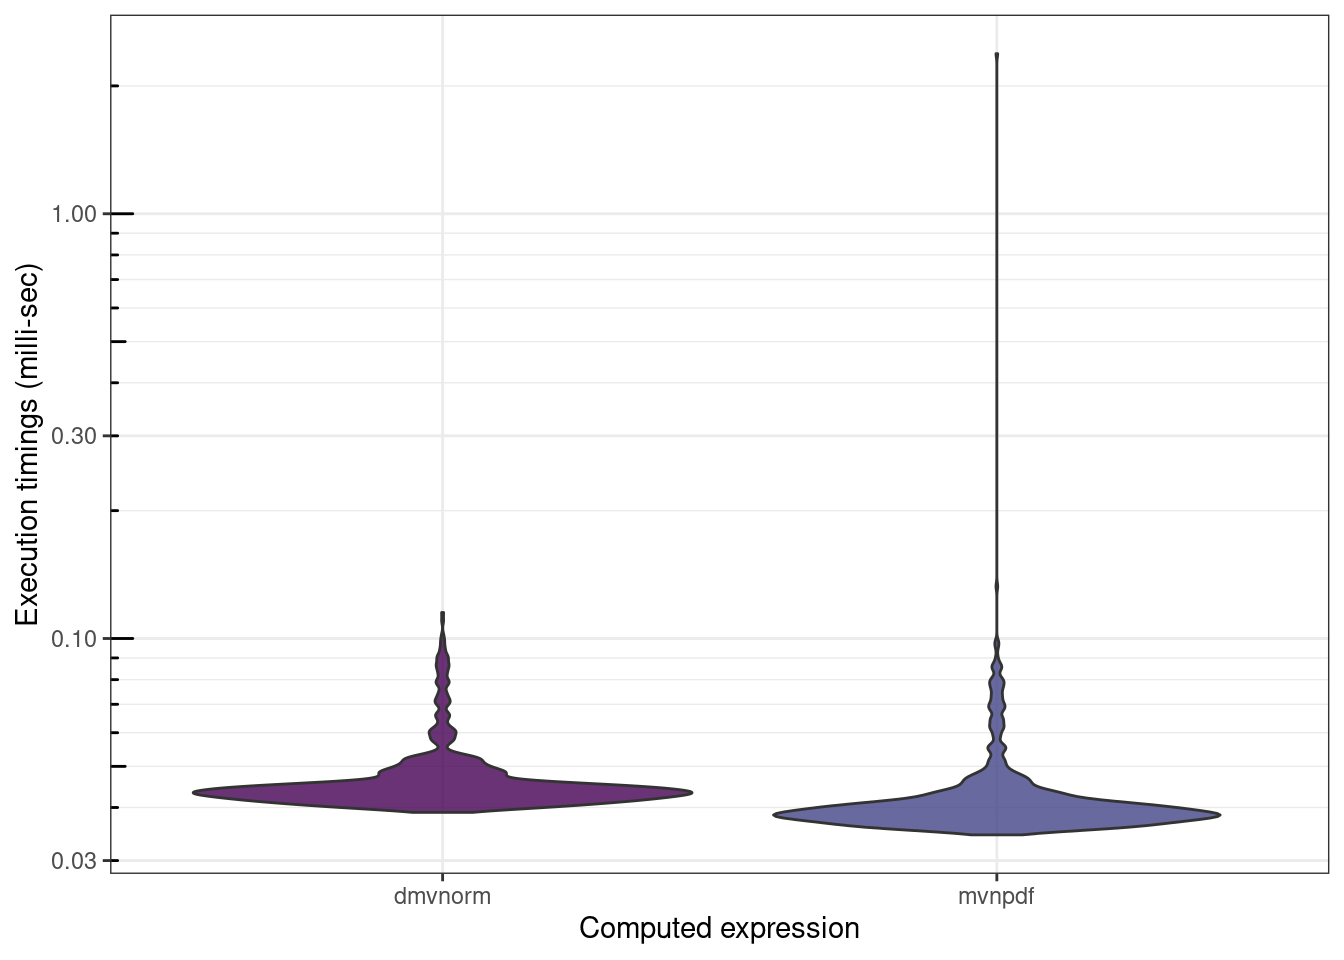 Execution timings (milli-sec)
1.00
0.30
0.10
0.03
dmvnorm
mvnpdf
Computed expression